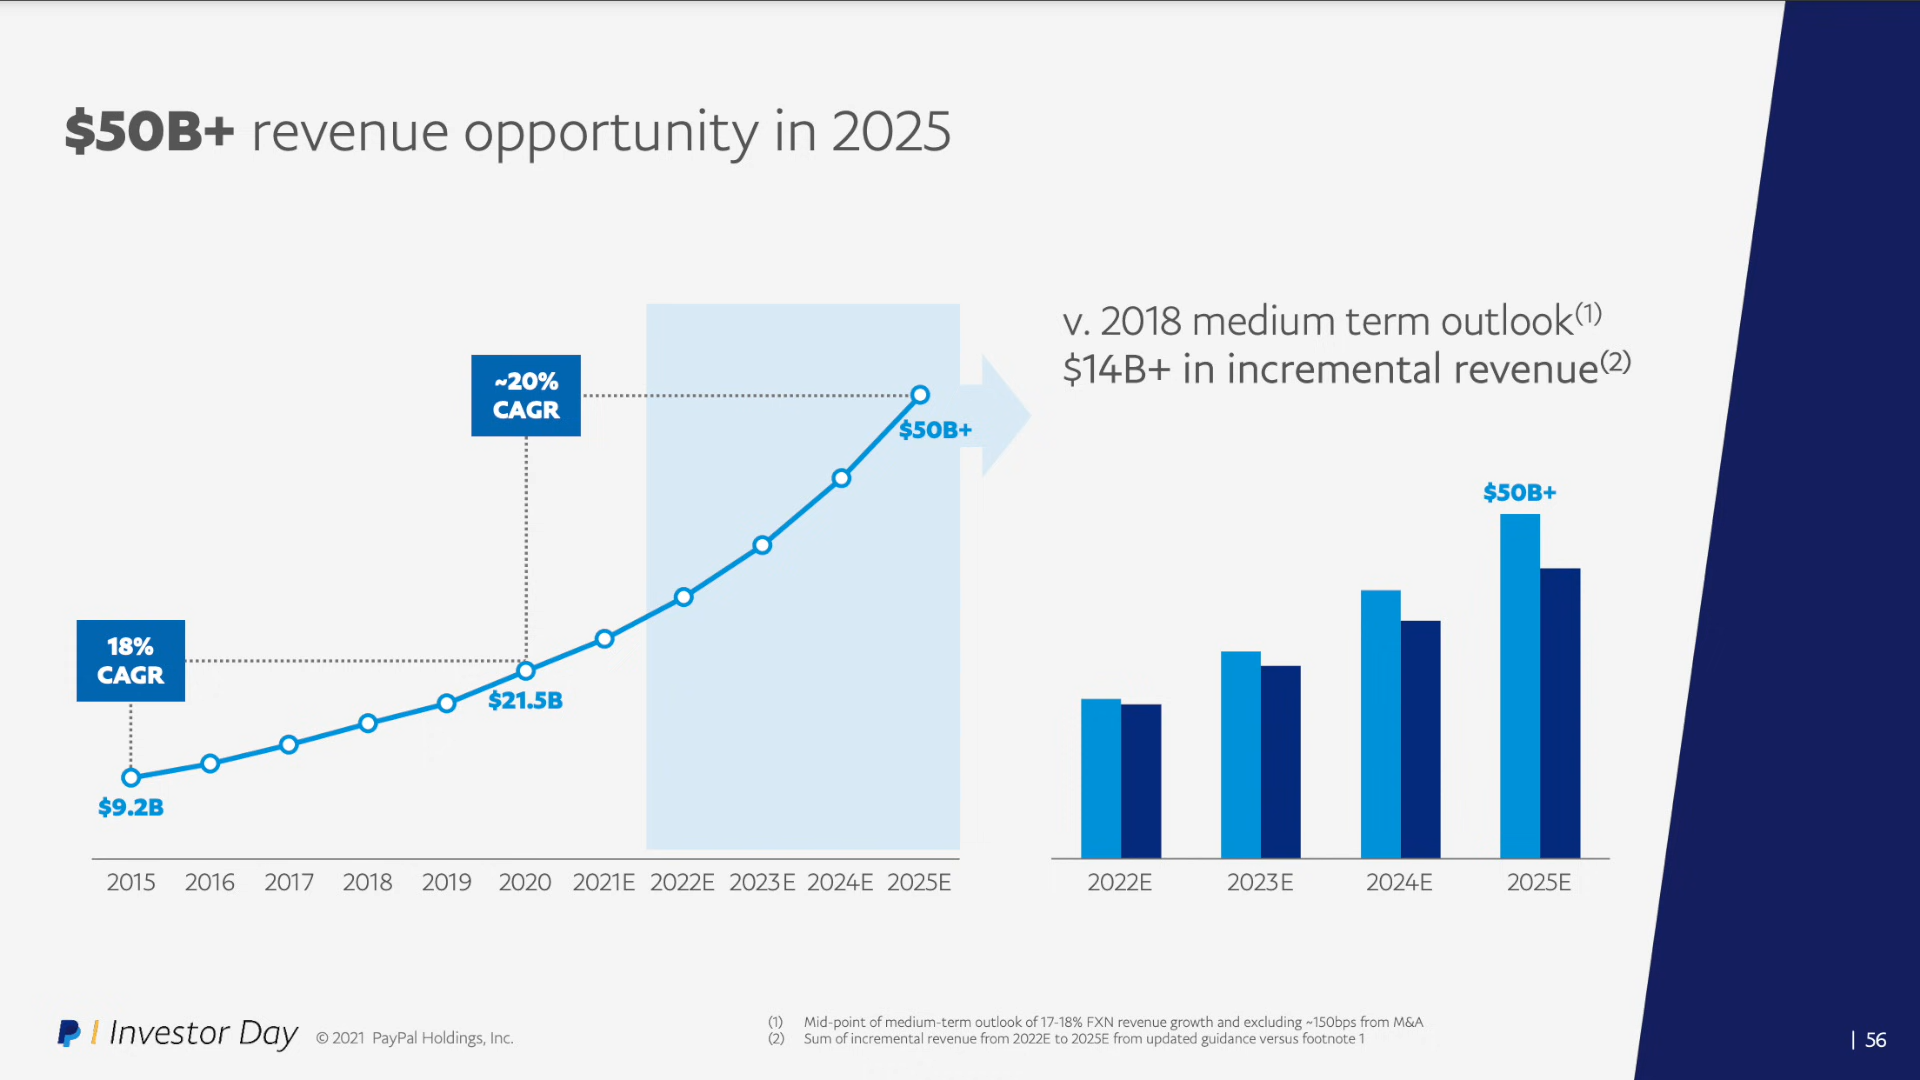 $50B+ revenue opportunity in 2025
~20%
CAGR
$50B+
18%
CAGR
$21.5B
$9.2B
2015 2016 2017 2018 2019 2020 2021E 2022E 2023E 2024E 2025E
v. 2018 medium term outlook(1)
$14B+ in incremental revenue(2)
$50B+
2022E 2023E 2024E 2025E
Investor Day © 2021 PayPal Holdings, Inc.
(1) Mid-point of medium-term outlook of 17-18% FXN revenue growth and excluding ~150bps from M&A
(2) Sum of incremental revenue from 2022E to 2025E from updated guidance versus footnote 1
| 56